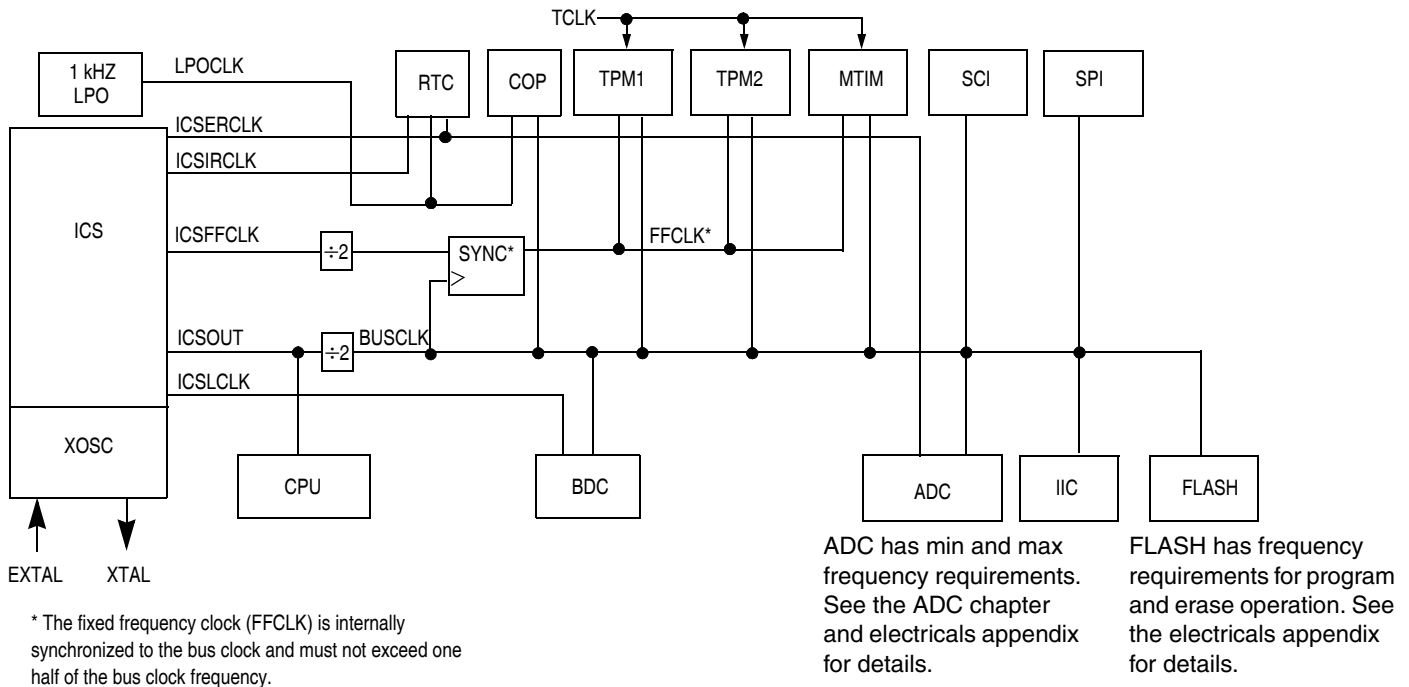 TCLK
1 kHZ
LPO
LPOCLK
RTC
COP
TPM1
TPM2
MTIM
SCI
SPI
ICSERCLK
ICSIRCLK
ICS
ICSFFCLK
÷2
SYNC*
FFCLK*
ICSOUT
÷2
BUSCLK
ICSLCLK
XOSC
CPU
BDC
ADC
IIC
FLASH
EXTAL
XTAL
ADC has min and max
frequency requirements.
See the ADC chapter
and electricals appendix
for details.
FLASH has frequency
requirements for program
and erase operation. See
the electricals appendix
for details.
* The fixed frequency clock (FFCLK) is internally
synchronized to the bus clock and must not exceed one
half of the bus clock frequency.